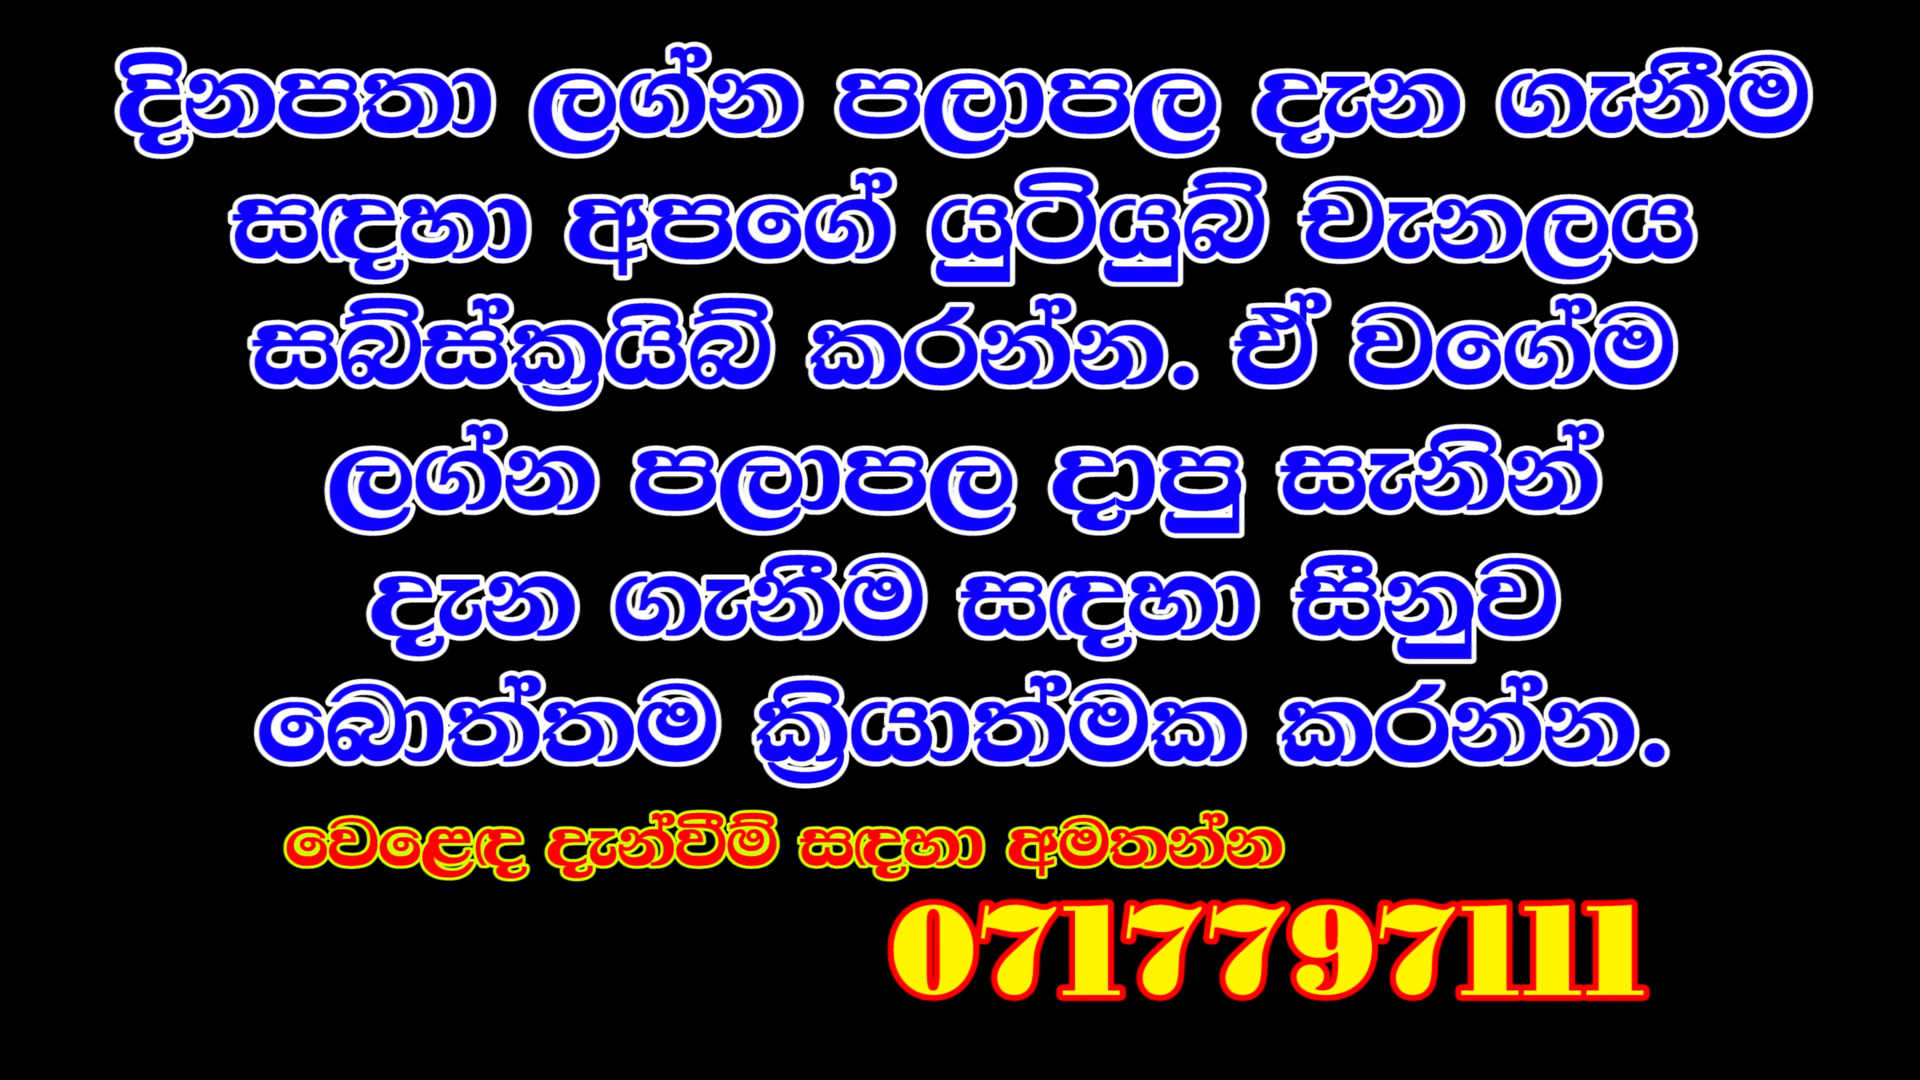 දිනපතා ලග්න පලාපල දැන ගැනීම
සඳහා අපගේ යුටියුබ් චැනලය
සබ්ස්ක්‍රයිබ් කරන්න. ඒ වගේම
ලග්න පලාපල දාපු සැනින්
දැන ගැනීම සඳහා සීනුව
බොත්තම ක්‍රියාත්මක කරන්න.
වෙළෙඳ දැන්වීම් සඳහා අමතන්න
0717797111